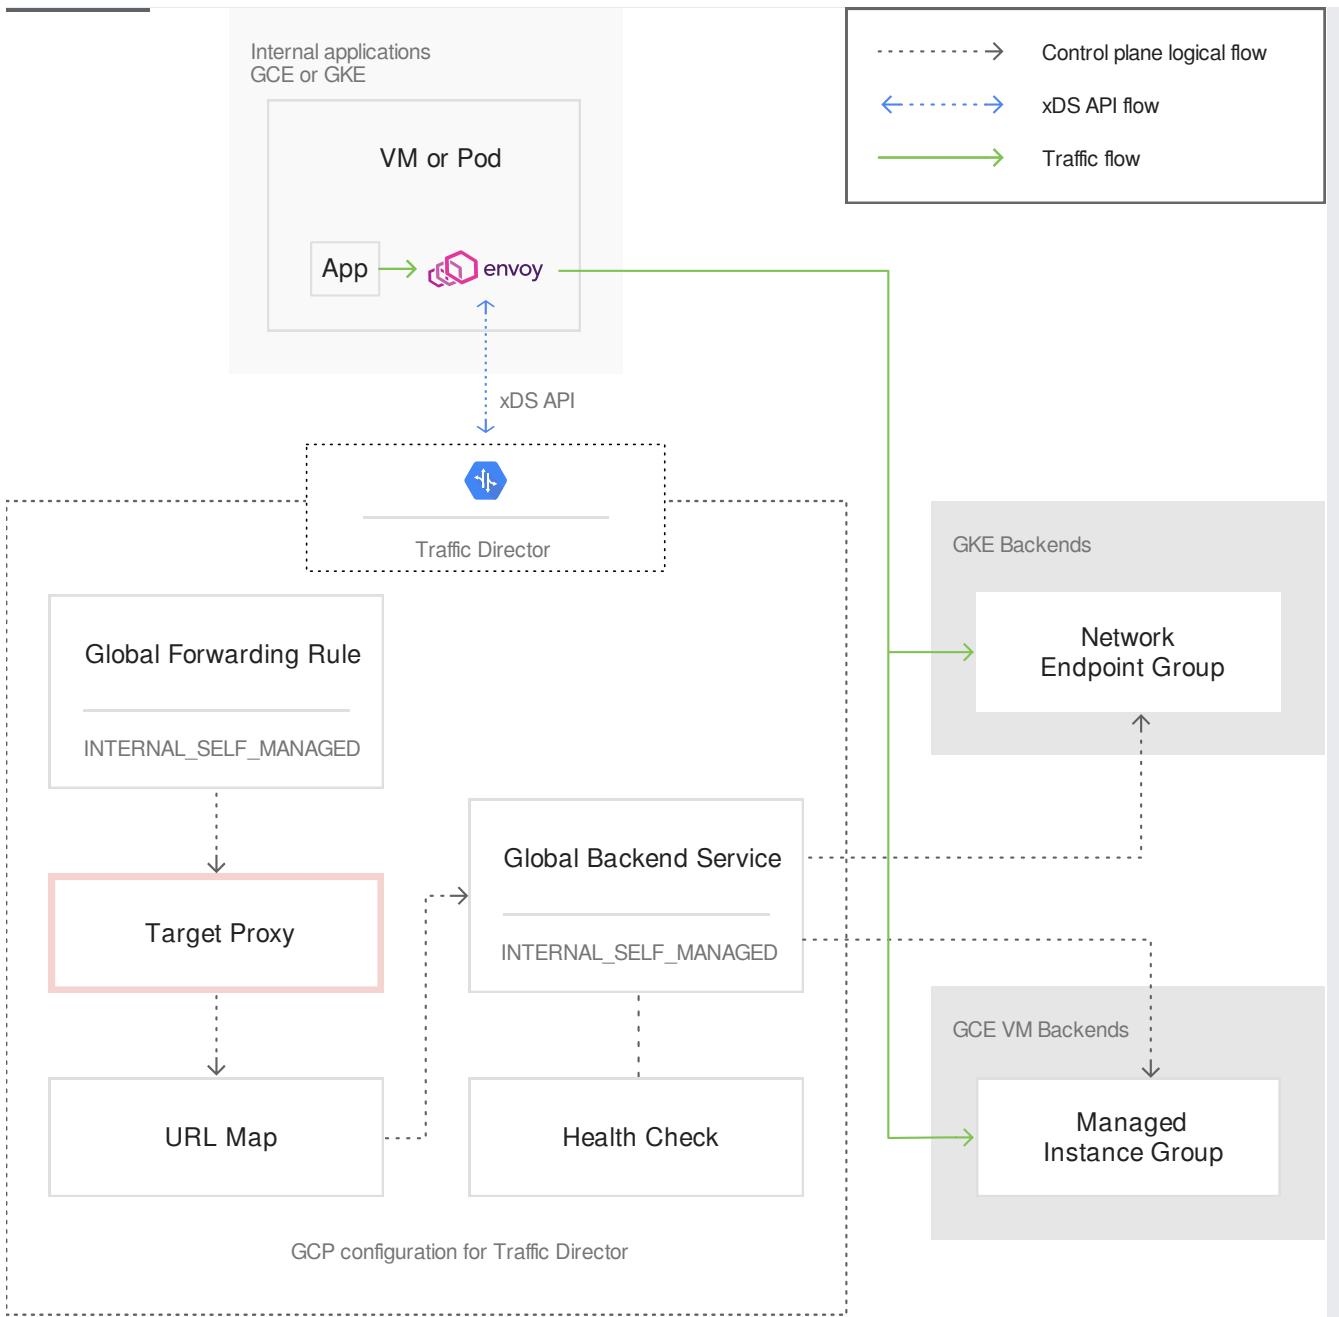 Internal applications
GCE or GKE
VM or Pod
App
envoy
xDS API
Control plane logical flow
xDS API flow
Traffic flow
Traffic Director
Global Forwarding Rule
INTERNAL_SELF_MANAGED
Target Proxy
URL Map
Global Backend Service
INTERNAL_SELF_MANAGED
Health Check
GCP configuration for Traffic Director
GKE Backends
Network
Endpoint Group
GCE VM Backends
Managed
Instance Group